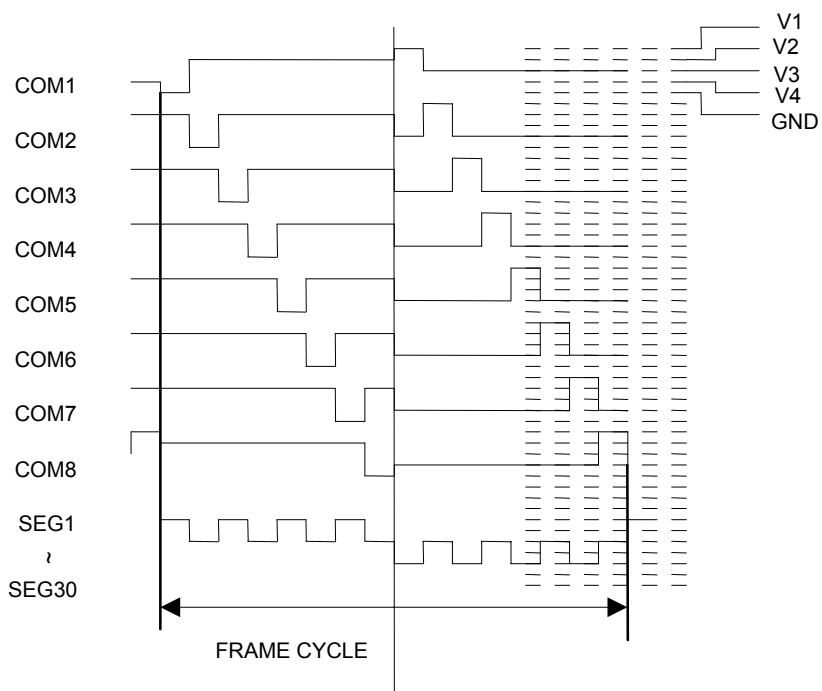 V1
V2
V3
V4
GND
COM1
COM2
COM3
COM4
COM5
COM6
COM7
COM8
SEG1
~
SEG30
FRAME CYCLE